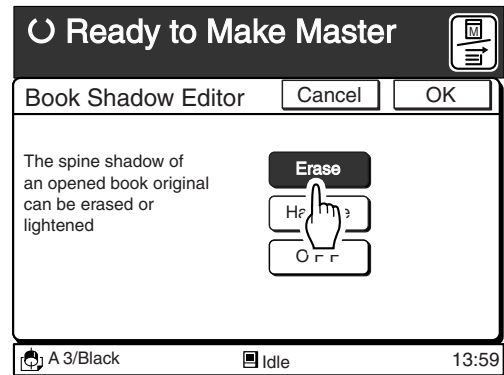 Ready to Make Master
M
Book Shadow Editor Cancel OK
The spine shadow of
an opened book original
can be erased or
lightened
Erase
OFF
A 3/Black Idle 13:59